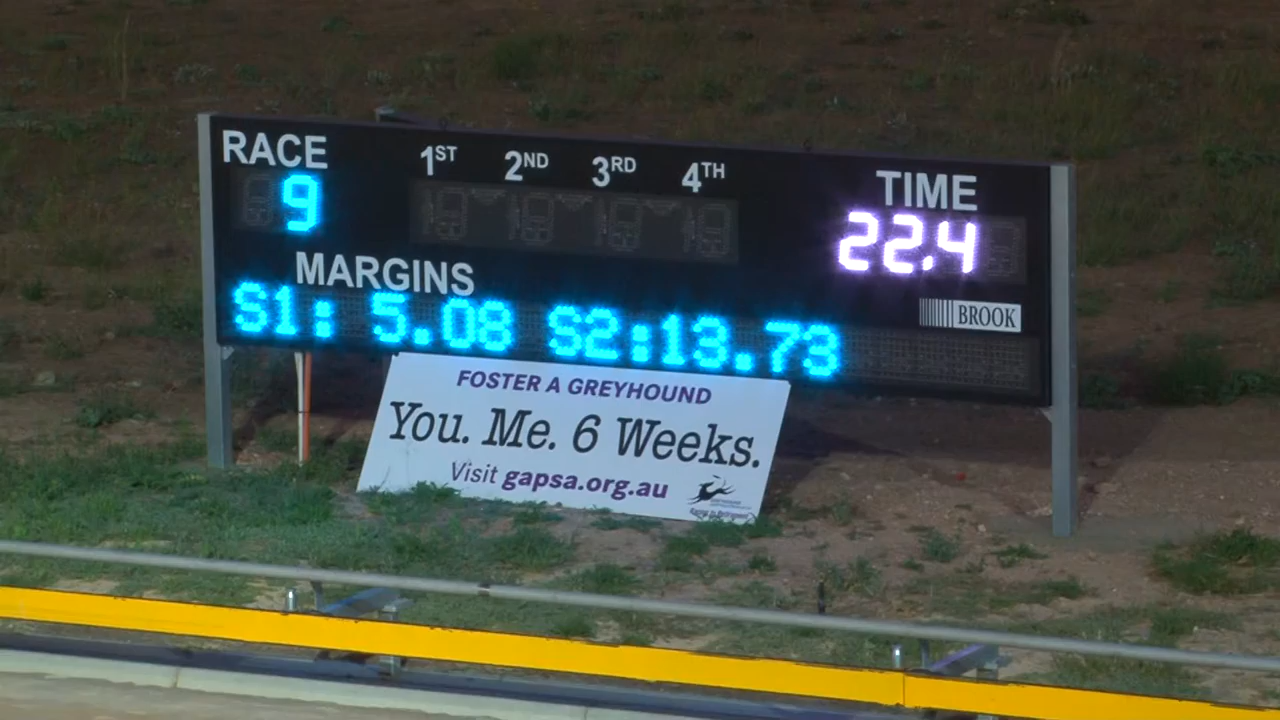 RACE 1ST 2ND 3RD 4TH TIME
9 22.4
MARGINS
S1: 5.08 S2:13.73
BROOK
FOSTER A GREYHOUND
You. Me. 6 Weeks.
Visit gapsa.org.au